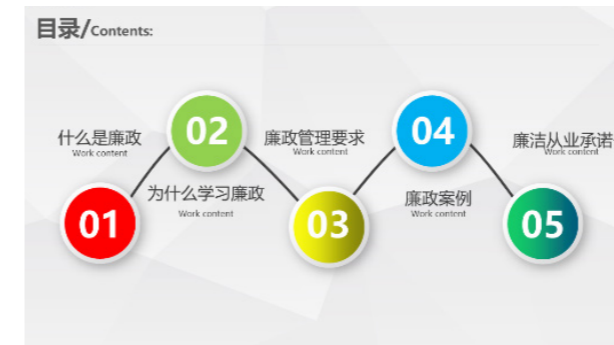 目录/Contents:
什么是廉政
Work content
01
02
为什么学习廉政
Work content
廉政管理要求
Work content
03
04
廉政案例
Work content
廉洁从业承诺
Work content
05